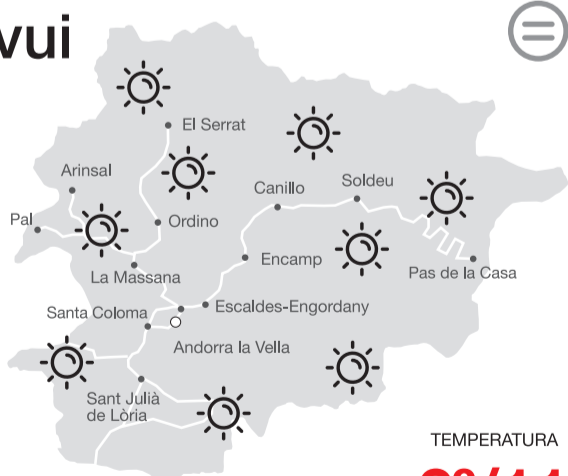 vui
El Serrat
Arinsal
Canillo
Soldeu
Pal
Ordino
Encamp
La Massana
Pas de la Casa
Santa Coloma
Escaldes-Engordany
Andorra la Vella
Sant Julià
de Lòria
TEMPERATURA